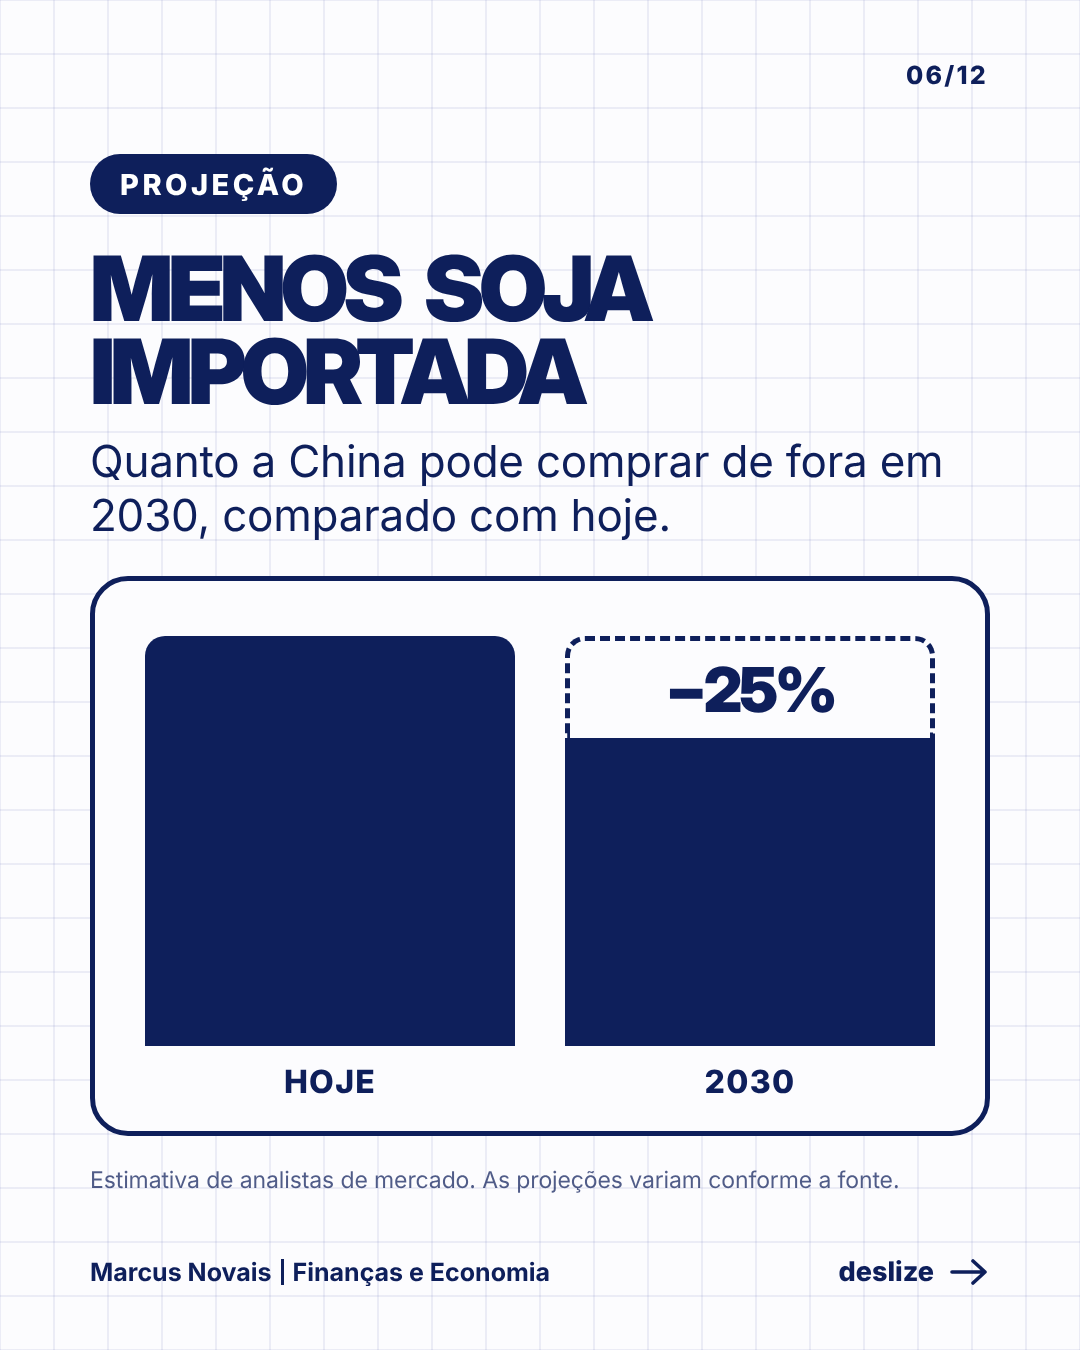 06/12
PROJEÇÃO
MENOS SOJA
IMPORTADA
Quanto a China pode comprar de fora em
2030, comparado com hoje.
–25%
HOJE
2030
Estimativa de analistas de mercado. As projeções variam conforme a fonte.
Marcus Novais | Finanças e Economia
deslize →